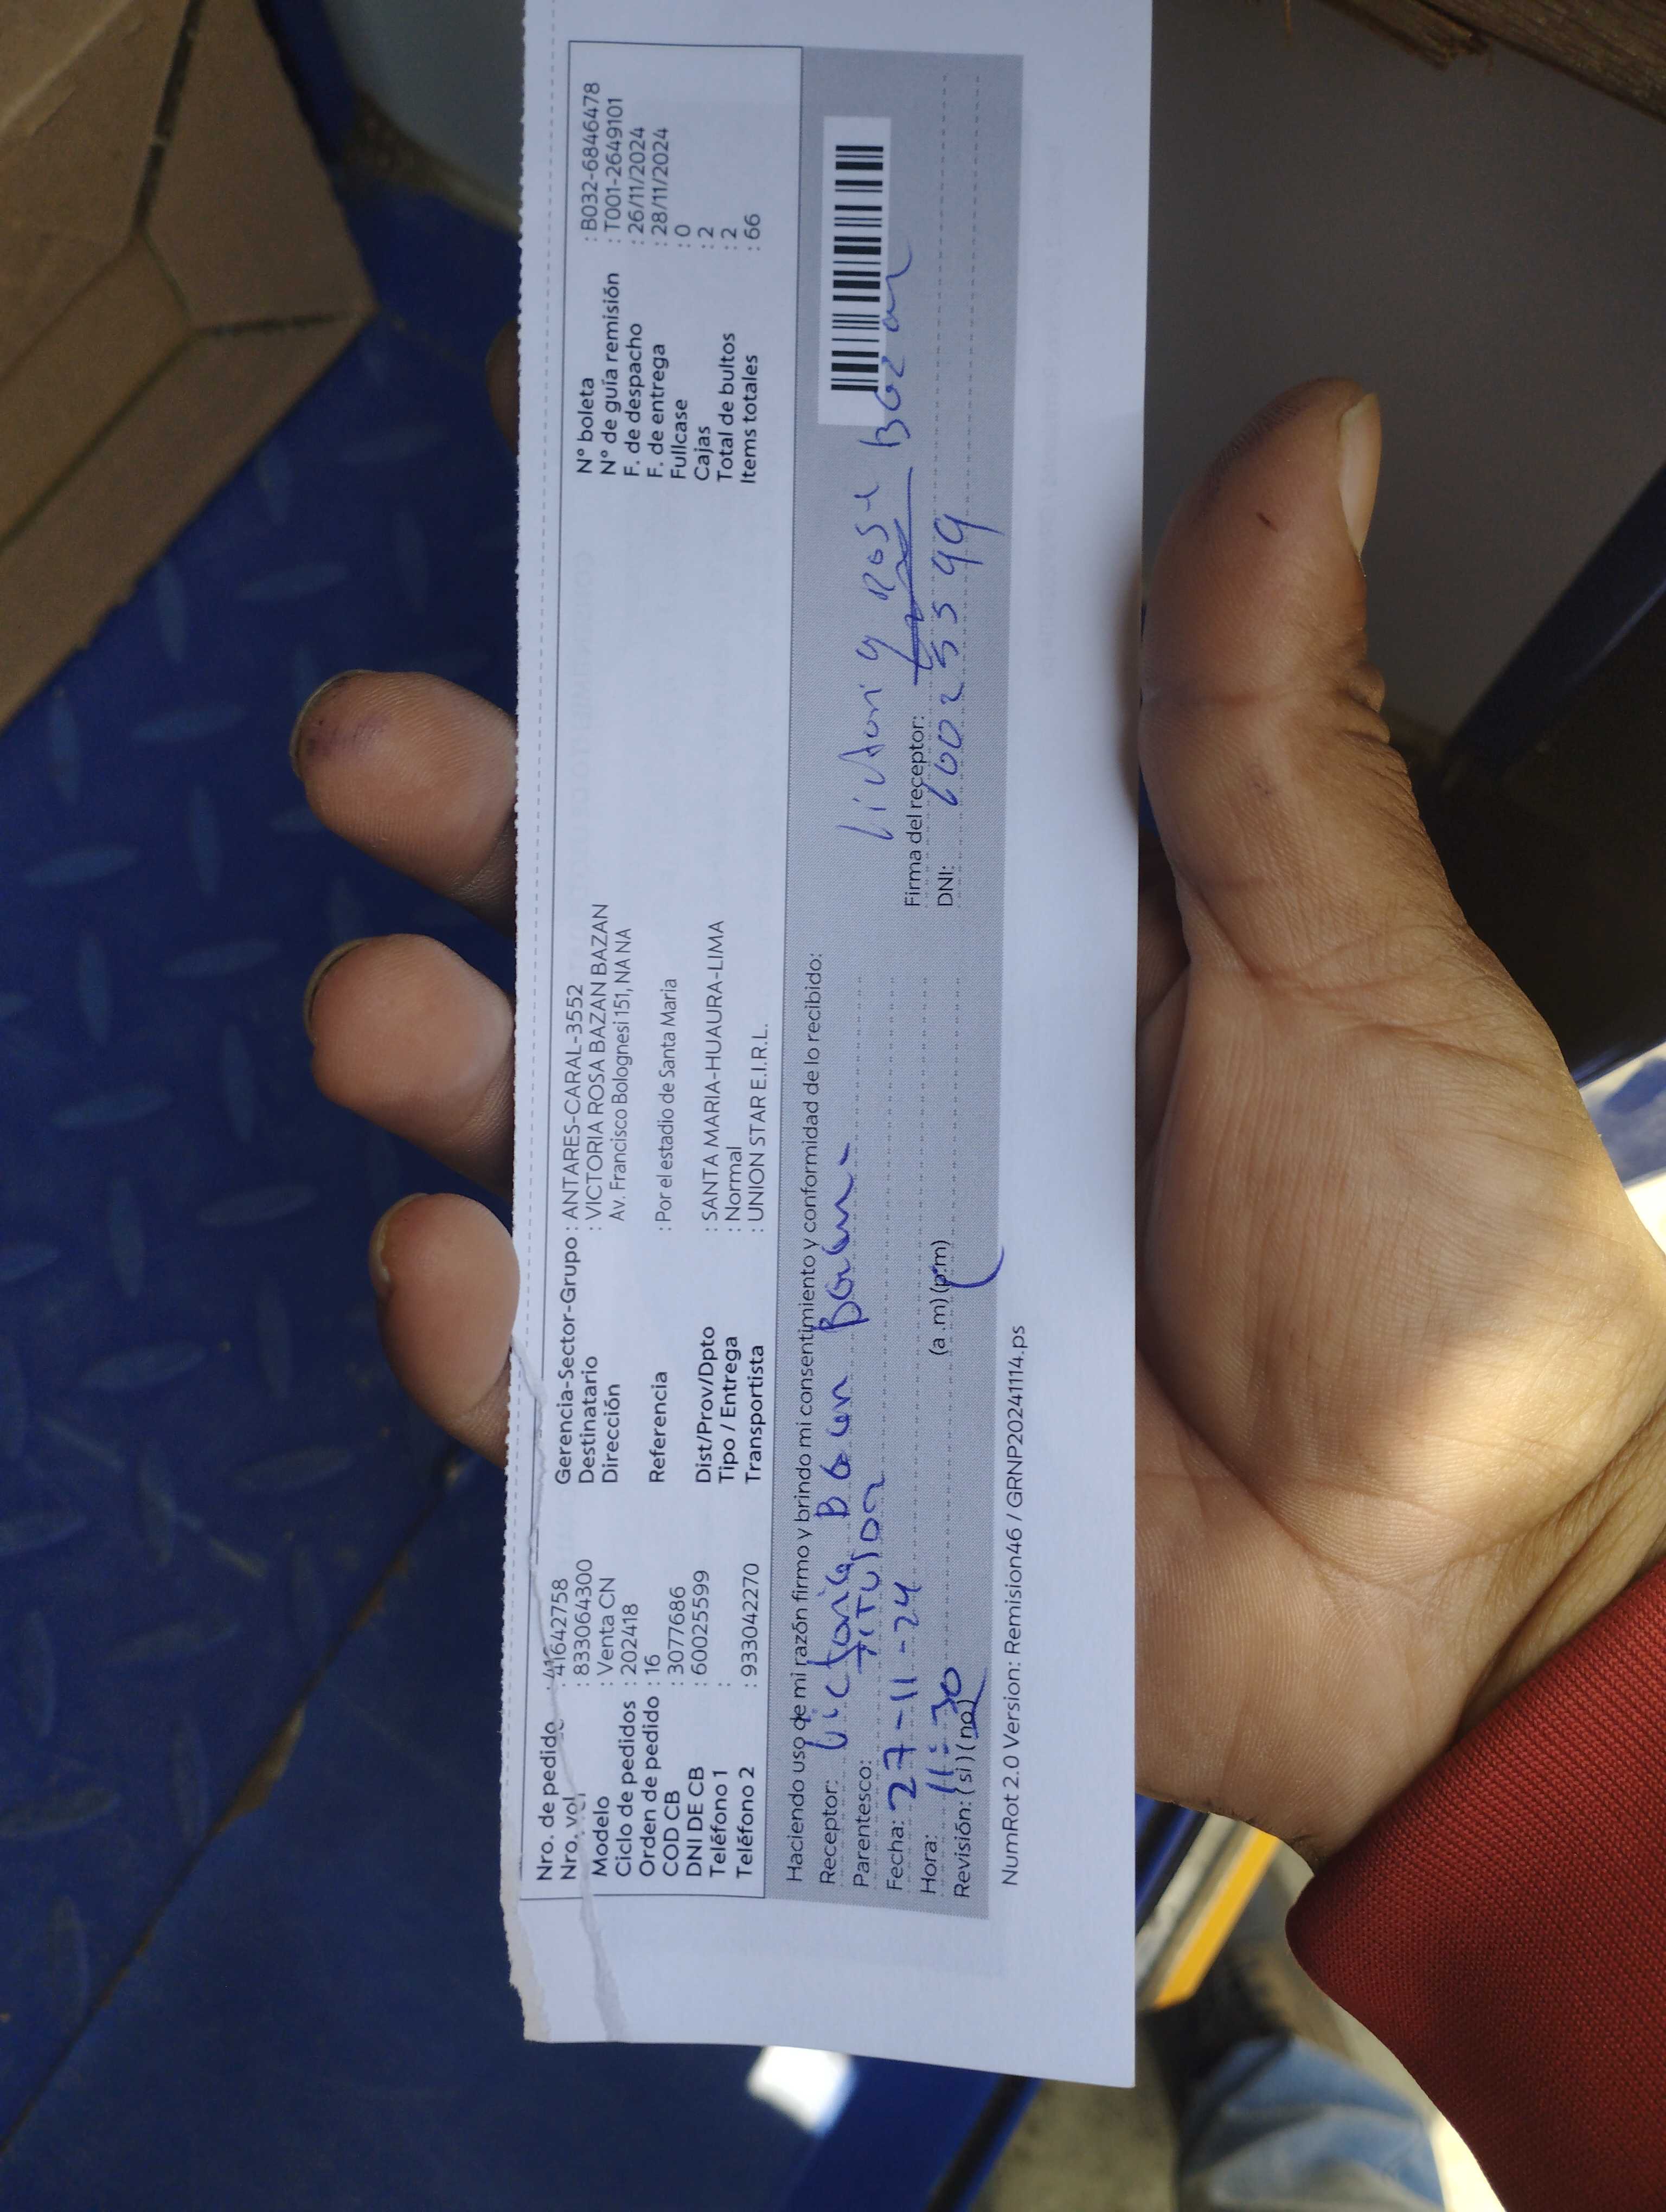 Nro. de pedido : 41642758
Nro. vol : 833064300
Modelo : Venta CN
Ciclo de pedidos : 202418
Orden de pedido : 16
COD CB : 3077686
DNI DE CB : 60025599
Teléfono 1 :
Teléfono 2 : 933042270
Gerencia-Sector-Grupo : ANTARES-CARAL-3552
Destinatario : VICTORIA ROSA BAZAN BAZAN
Dirección Av. Francisco Bolognesi 151, NA NA
Referencia : Por el estadio de Santa Maria
Dist/Prov/Dpto : SANTA MARIA-HUAURA-LIMA
Tipo / Entrega : Normal
Transportista : UNION STAR E.I.R.L.
N° boleta : B032-6846478
N° de guía remisión : T001-2649101
F. de despacho : 26/11/2024
F. de entrega : 28/11/2024
Fullcase : 0
Cajas : 2
Total de bultos : 2
Items totales : 66
Haciendo uso de mi razón firmo y brindo mi consentimiento y conformidad de lo recibido:
Receptor: Victoria Bazan Bazan
Parentesco: TITULAR
Fecha: 27-11-24
Hora: 11:30 (a .m) (p.m)
Revisión: (si) (no)
Victoria Rosa Bazan
Firma del receptor:
DNI: 60025599
NumRot 2.0 Version: Remision46 / GRNP20241114.ps